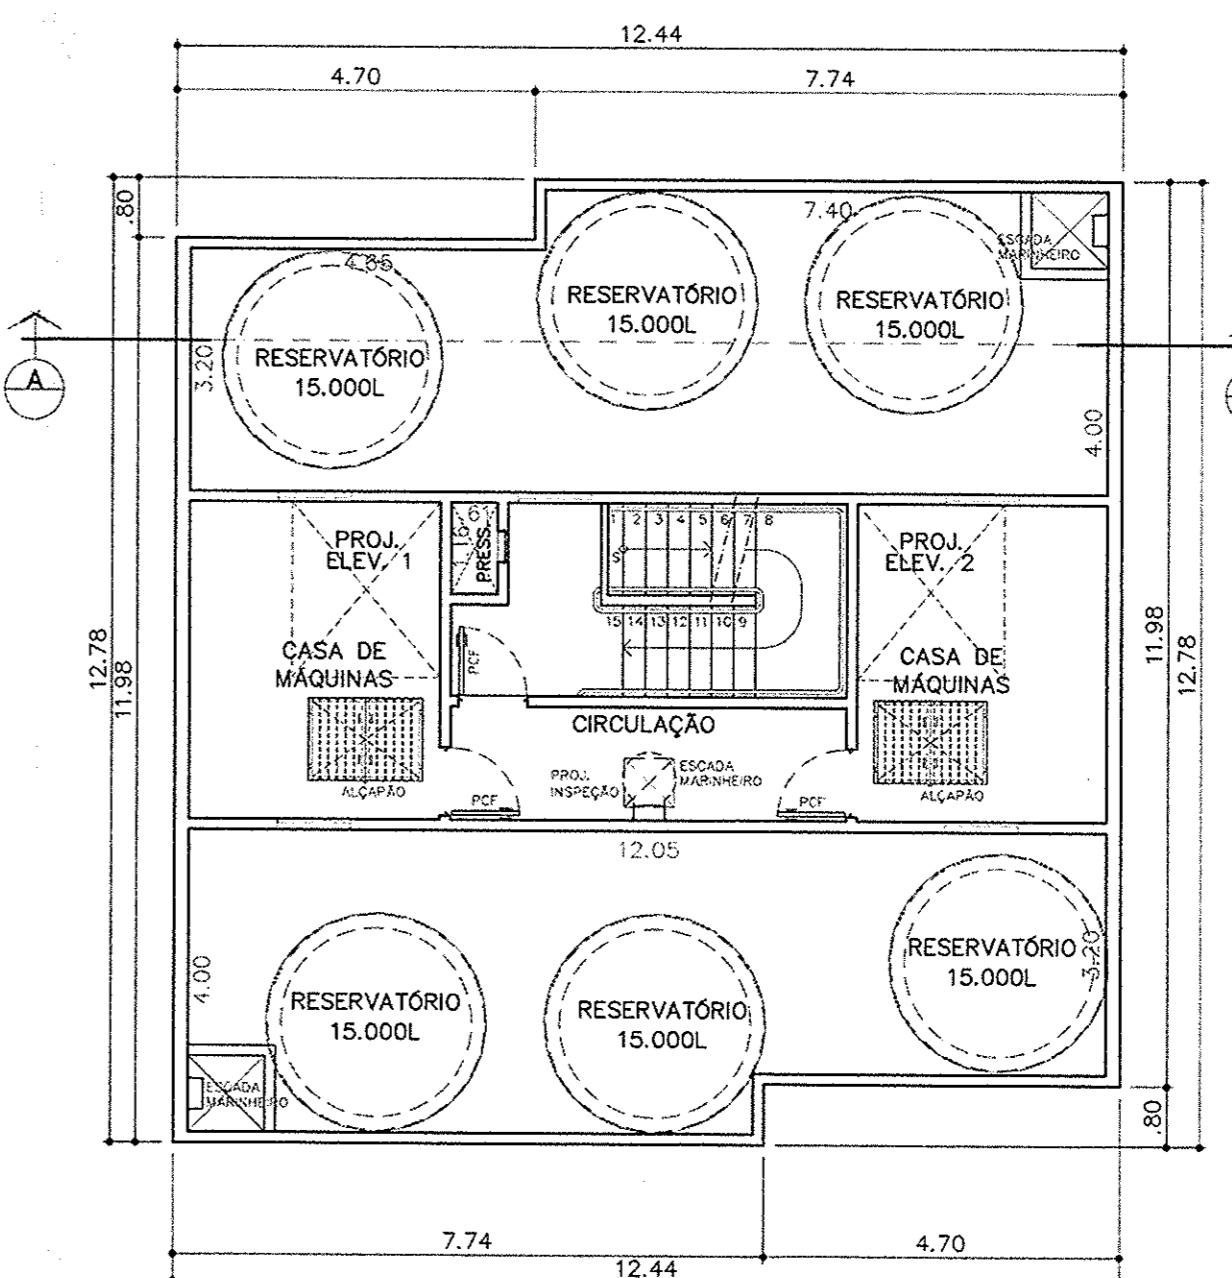 12.44
4.70
7.74
.80
7.40
ESCADA
MARINHEIRO
4.65
RESERVATÓRIO
15.000L
RESERVATÓRIO
15.000L
RESERVATÓRIO
15.000L
3.20
A
4.00
PROJ.
ELEV. 1
1.16
61
PRESS.
1 2 3 4 5 6 7 8
S
15 14 13 12 11 10 9
PROJ.
ELEV. 2
12.78
11.98
11.98
12.78
CASA DE
MÁQUINAS
PCF
CASA DE
MÁQUINAS
CIRCULAÇÃO
PROJ.
INSPEÇÃO
ESCADA
MARINHEIRO
ALÇAPÃO
PCF
PCF
ALÇAPÃO
12.05
4.00
RESERVATÓRIO
15.000L
RESERVATÓRIO
15.000L
RESERVATÓRIO
15.000L
3.20
ESCADA
MARINHEIRO
.80
7.74
4.70
12.44